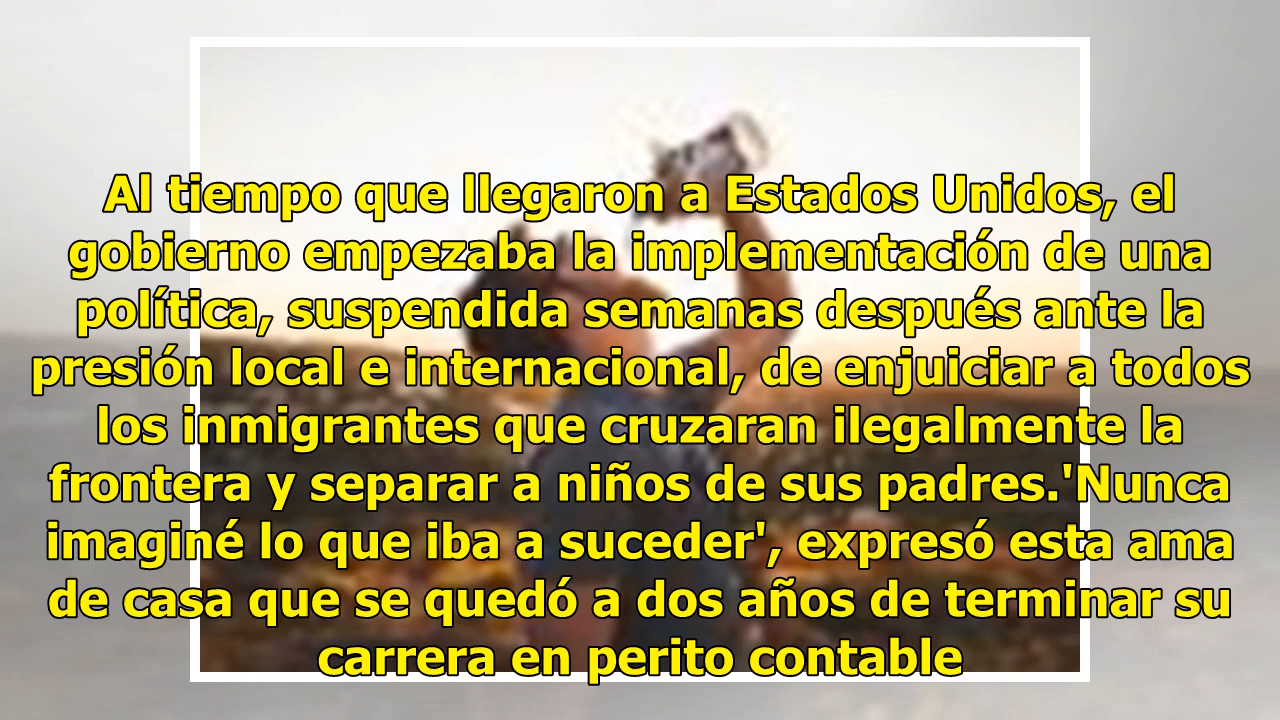 Al tiempo que llegaron a Estados Unidos, el
gobierno empezaba la implementación de una
política, suspendida semanas después ante la
presión local e internacional, de enjuiciar a todos
los inmigrantes que cruzaran ilegalmente la
frontera y separar a niños de sus padres.'Nunca
imaginé lo que iba a suceder', expresó esta ama
de casa que se quedó a dos años de terminar su
carrera en perito contable